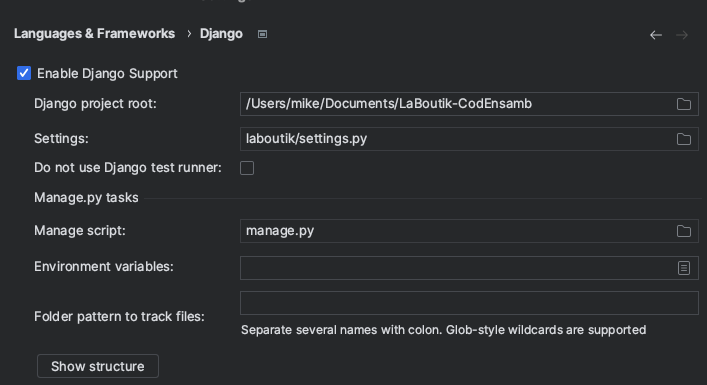 Languages & Frameworks › Django
Enable Django Support
Django project root: /Users/mike/Documents/LaBoutik-CodEnsamb
Settings: laboutik/settings.py
Do not use Django test runner:
Manage.py tasks
Manage script: manage.py
Environment variables:
Folder pattern to track files:
Separate several names with colon. Glob-style wildcards are supported
Show structure